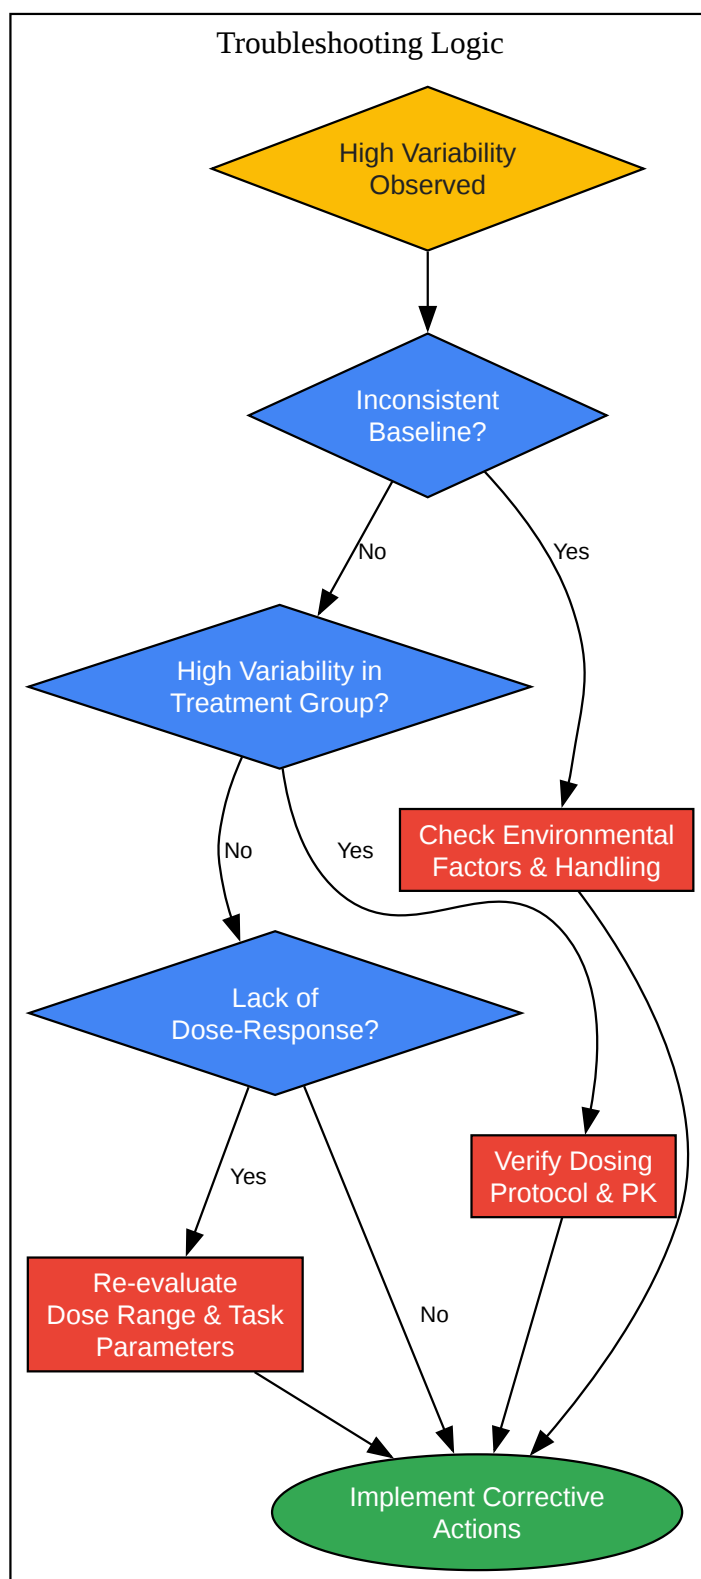 Troubleshooting Logic
High Variability
Observed
Inconsistent
Baseline?
No
Yes
High Variability in
Treatment Group?
Check Environmental
Factors & Handling
No
Yes
Lack of
Dose-Response?
Verify Dosing
Protocol & PK
Yes
Re-evaluate
Dose Range & Task
Parameters
No
Implement Corrective
Actions